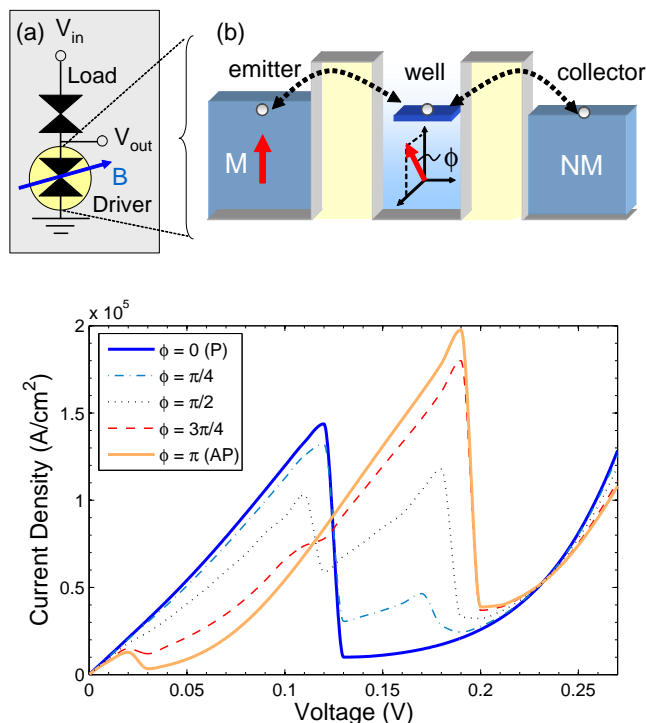 (a)
V_in
Load
V_out
B
Driver
(b)
emitter well collector
M ϕ NM
× 10^5
2
1.5
1
0.5
0
Current Density (A/cm^2)
ϕ = 0 (P)
ϕ = π/4
ϕ = π/2
ϕ = 3π/4
ϕ = π (AP)
0 0.05 0.1 0.15 0.2 0.25
Voltage (V)